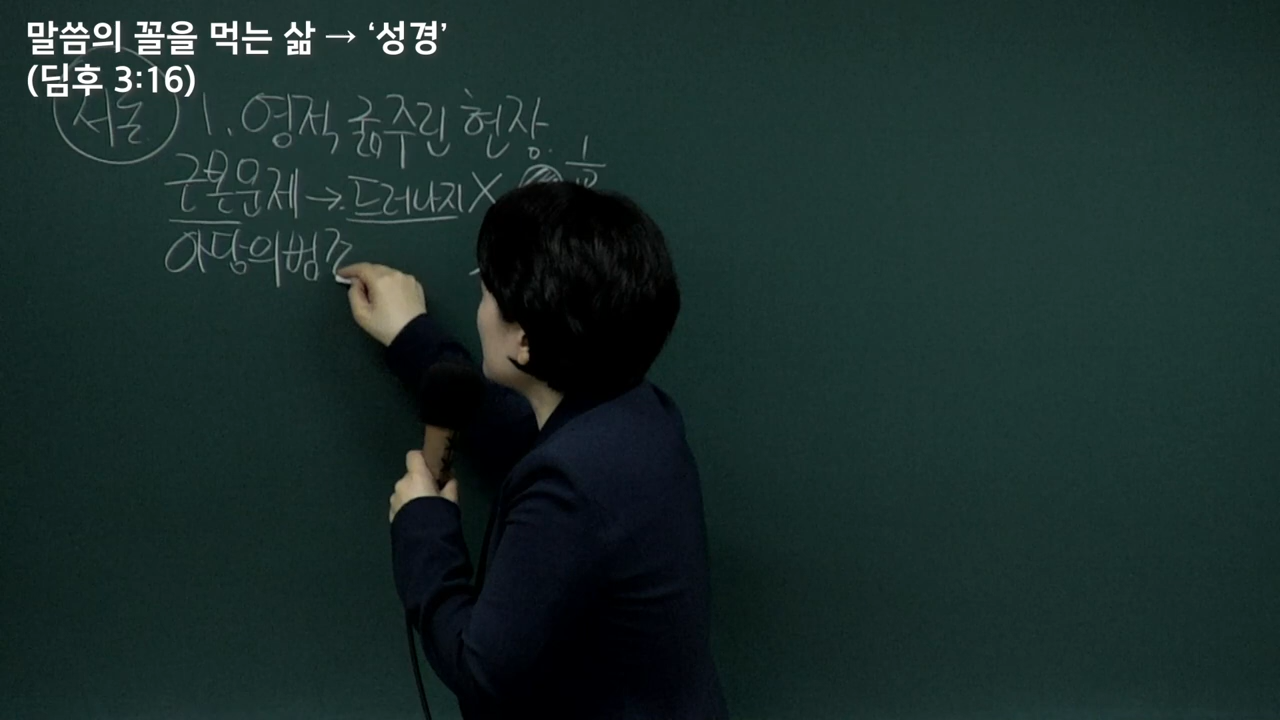 말씀의 꼴을 먹는 삶 → ‘성경’
(딤후 3:16)
서론 1. 영적 굶주린 현장
근본문제 → 드러나지 X
아담의 범죄